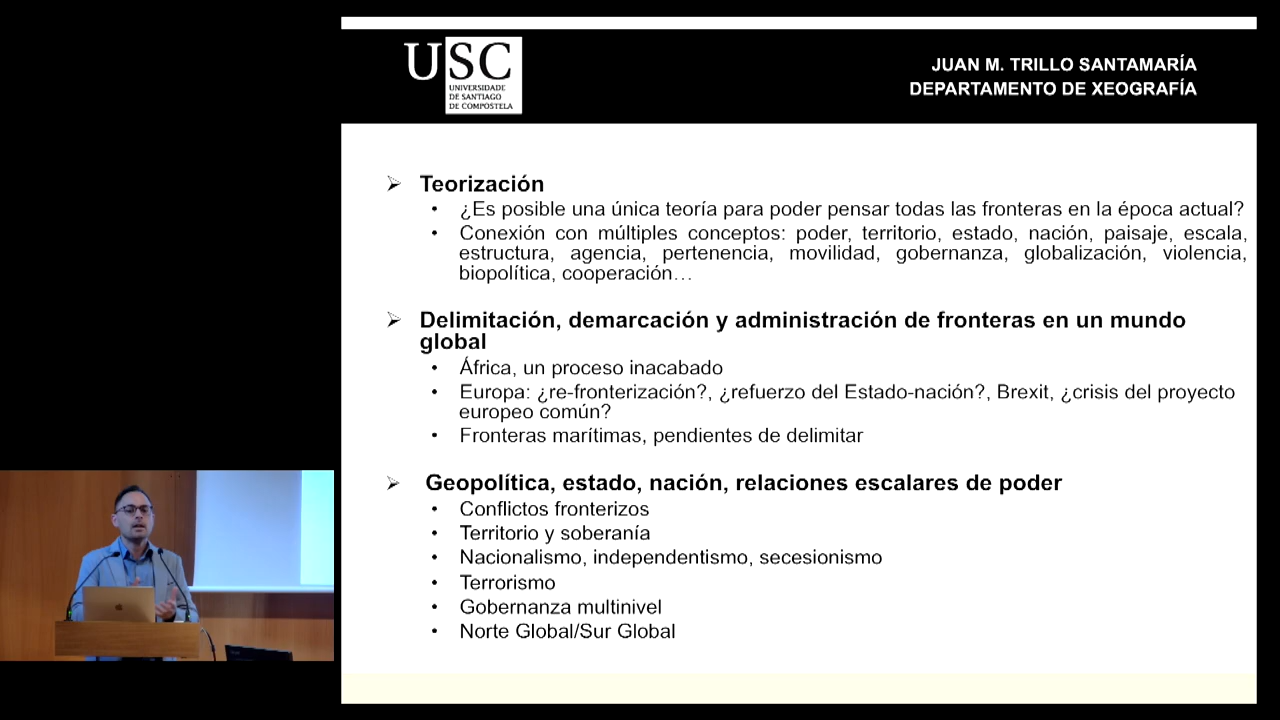 USC
UNIVERSIDADE
DE SANTIAGO
DE COMPOSTELA
JUAN M. TRILLO SANTAMARÍA
DEPARTAMENTO DE XEOGRAFÍA
Teorización
¿Es posible una única teoría para poder pensar todas las fronteras en la época actual?
Conexión con múltiples conceptos: poder, territorio, estado, nación, paisaje, escala,
estructura, agencia, pertenencia, movilidad, gobernanza, globalización, violencia,
biopolítica, cooperación…
Delimitación, demarcación y administración de fronteras en un mundo
global
África, un proceso inacabado
Europa: ¿re-fronterización?, ¿refuerzo del Estado-nación?, Brexit, ¿crisis del proyecto
europeo común?
Fronteras marítimas, pendientes de delimitar
Geopolítica, estado, nación, relaciones escalares de poder
Conflictos fronterizos
Territorio y soberanía
Nacionalismo, independentismo, secesionismo
Terrorismo
Gobernanza multinivel
Norte Global/Sur Global